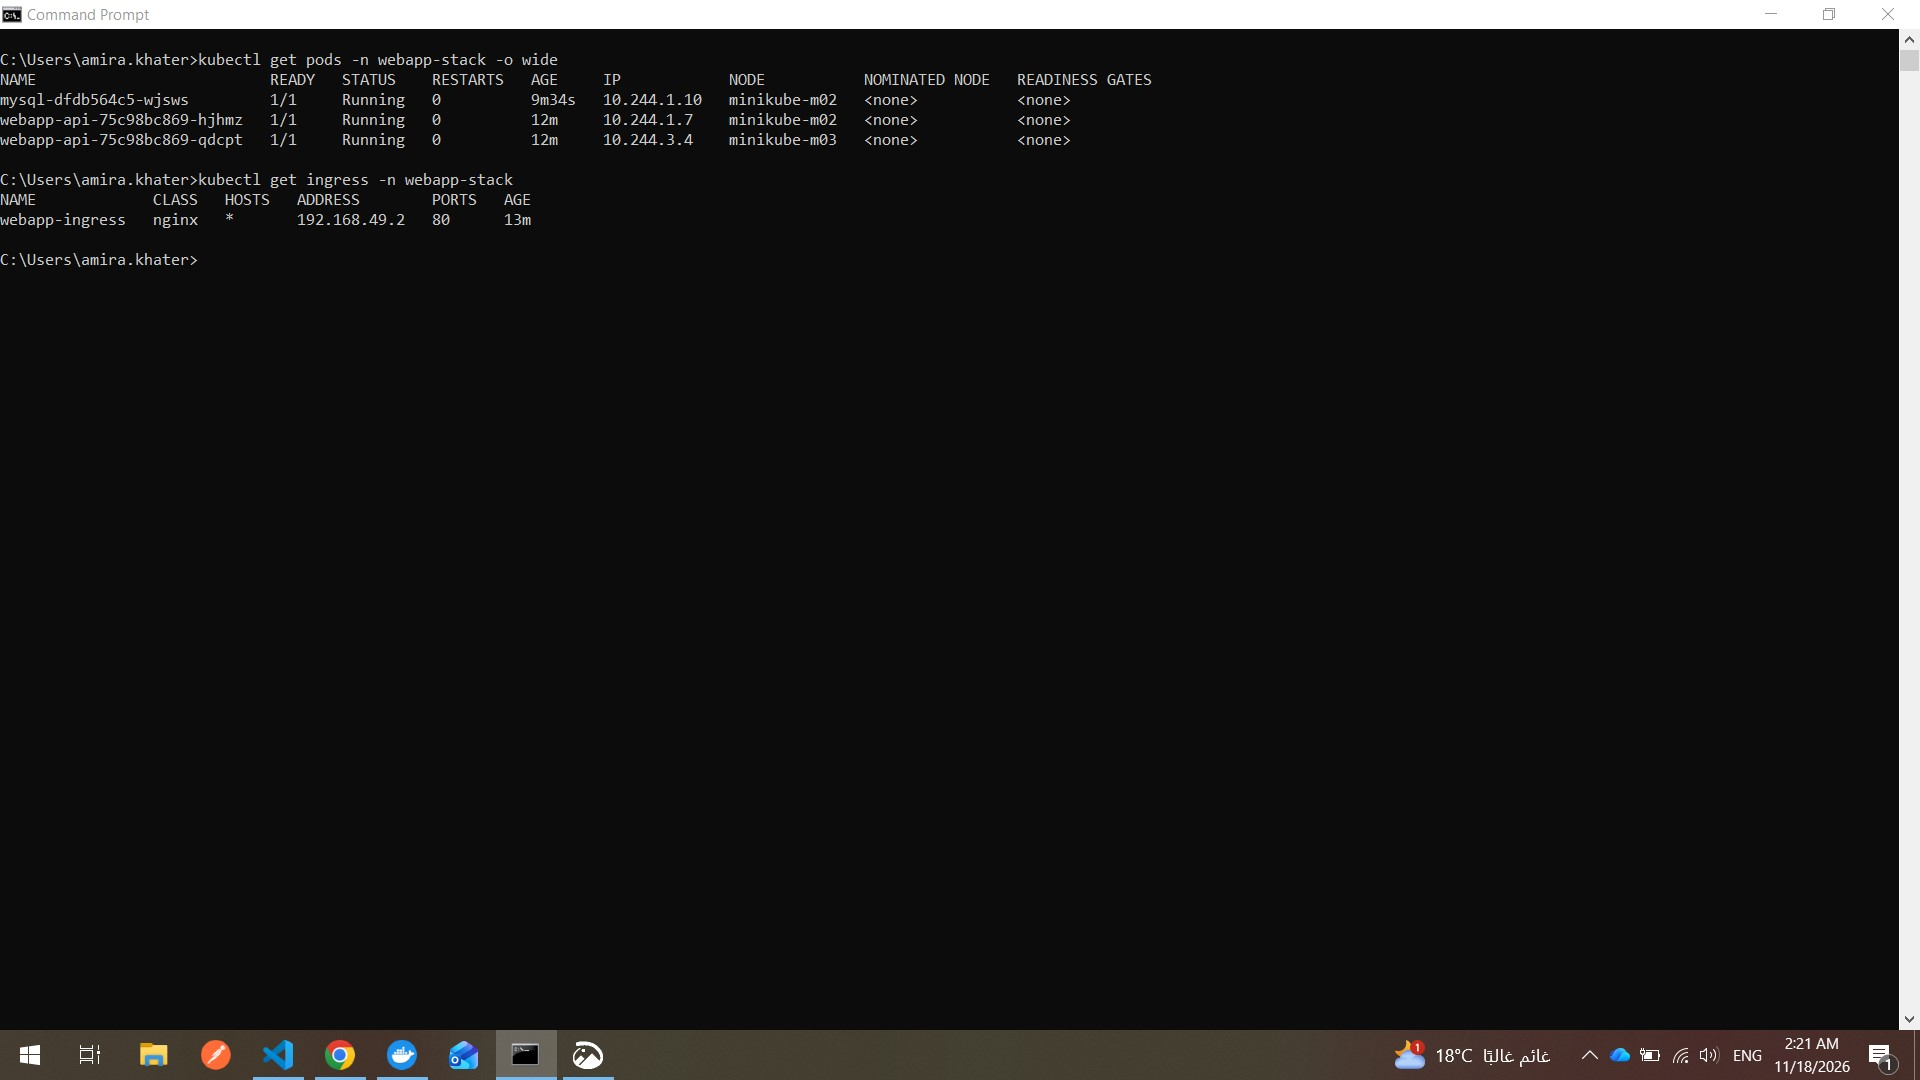 Command Prompt
C:\Users\amira.khater>kubectl get pods -n webapp-stack -o wide
NAME READY STATUS RESTARTS AGE IP NODE NOMINATED NODE READINESS GATES
mysql-dfdb564c5-wjsws 1/1 Running 0 9m34s 10.244.1.10 minikube-m02 <none> <none>
webapp-api-75c98bc869-hjhmz 1/1 Running 0 12m 10.244.1.7 minikube-m02 <none> <none>
webapp-api-75c98bc869-qdcpt 1/1 Running 0 12m 10.244.3.4 minikube-m03 <none> <none>
C:\Users\amira.khater>kubectl get ingress -n webapp-stack
NAME CLASS HOSTS ADDRESS PORTS AGE
webapp-ingress nginx * 192.168.49.2 80 13m
C:\Users\amira.khater>
1 18°C غائم غالبًا ENG 2:21 AM
11/18/2026 1